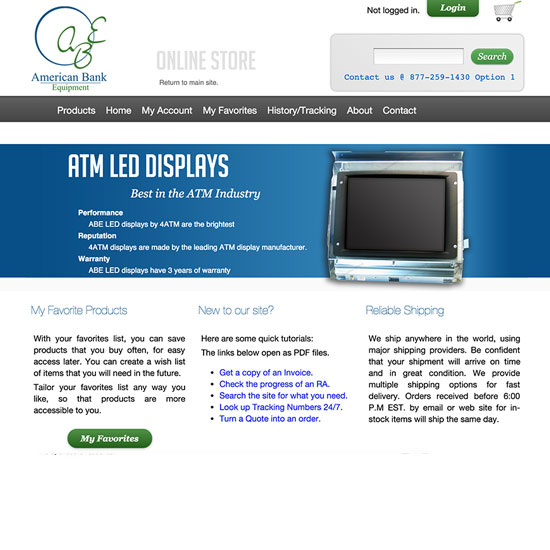 Not logged in.
Login
A B E
American Bank
Equipment
ONLINE STORE
Return to main site.
Search
Contact us @ 877-259-1430 Option 1
Products Home My Account My Favorites History/Tracking About Contact
ATM LED DISPLAYS
Best in the ATM Industry
Performance
ABE LED displays by 4ATM are the brightest
Reputation
4ATM displays are made by the leading ATM display manufacturer.
Warranty
ABE LED displays have 3 years of warranty
My Favorite Products
With your favorites list, you can save
products that you buy often, for easy
access later. You can create a wish list
of items that you will need in the future.
Tailor your favorites list any way you
like, so that products are more
accessible to you.
My Favorites
New to our site?
Here are some quick tutorials:
The links below open as PDF files.
• Get a copy of an Invoice.
• Check the progress of an RA.
• Search the site for what you need.
• Look up Tracking Numbers 24/7.
• Turn a Quote into an order.
Reliable Shipping
We ship anywhere in the world, using
major shipping providers. Be confident
that your shipment will arrive on time
and in great condition. We provide
multiple shipping options for fast
delivery. Orders received before 6:00
P.M EST. by email or web site for in-
stock items will ship the same day.